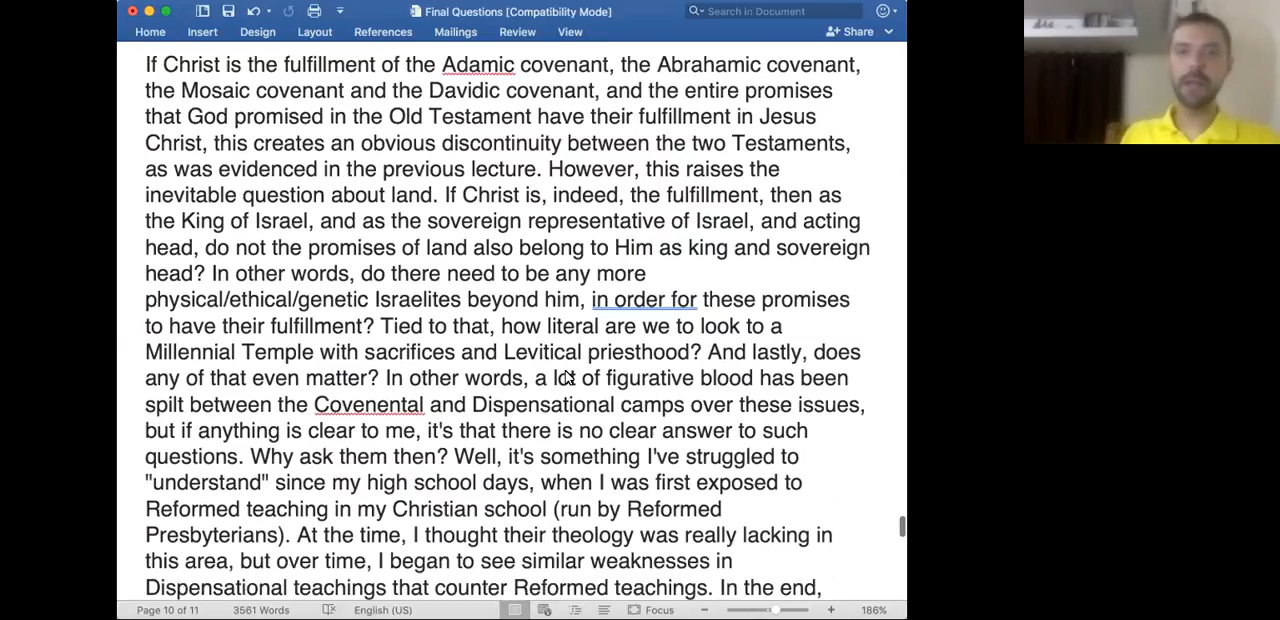 Final Questions [Compatibility Mode]
Search in Document
Home Insert Design Layout References Mailings Review View Share
If Christ is the fulfillment of the Adamic covenant, the Abrahamic covenant,
the Mosaic covenant and the Davidic covenant, and the entire promises
that God promised in the Old Testament have their fulfillment in Jesus
Christ, this creates an obvious discontinuity between the two Testaments,
as was evidenced in the previous lecture. However, this raises the
inevitable question about land. If Christ is, indeed, the fulfillment, then as
the King of Israel, and as the sovereign representative of Israel, and acting
head, do not the promises of land also belong to Him as king and sovereign
head? In other words, do there need to be any more
physical/ethical/genetic Israelites beyond him, in order for these promises
to have their fulfillment? Tied to that, how literal are we to look to a
Millennial Temple with sacrifices and Levitical priesthood? And lastly, does
any of that even matter? In other words, a lot of figurative blood has been
spilt between the Covenental and Dispensational camps over these issues,
but if anything is clear to me, it's that there is no clear answer to such
questions. Why ask them then? Well, it's something I've struggled to
"understand" since my high school days, when I was first exposed to
Reformed teaching in my Christian school (run by Reformed
Presbyterians). At the time, I thought their theology was really lacking in
this area, but over time, I began to see similar weaknesses in
Dispensational teachings that counter Reformed teachings. In the end,
Page 10 of 11 3561 Words English (US) Focus 186%